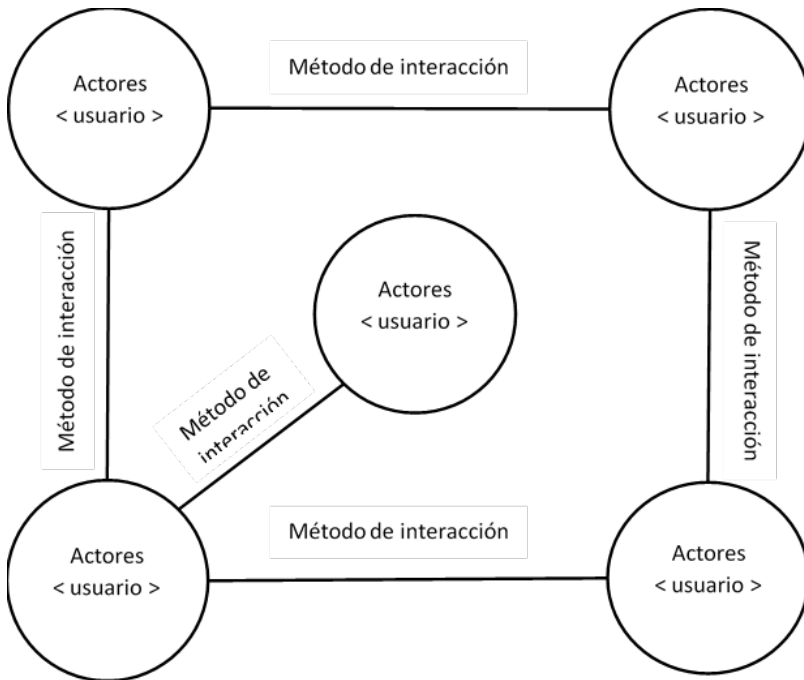 Actores
< usuario >
Método de interacción
Actores
< usuario >
Método de interacción
Actores
< usuario >
Método de interacción
Método de
interacción
Actores
< usuario >
Método de interacción
Actores
< usuario >